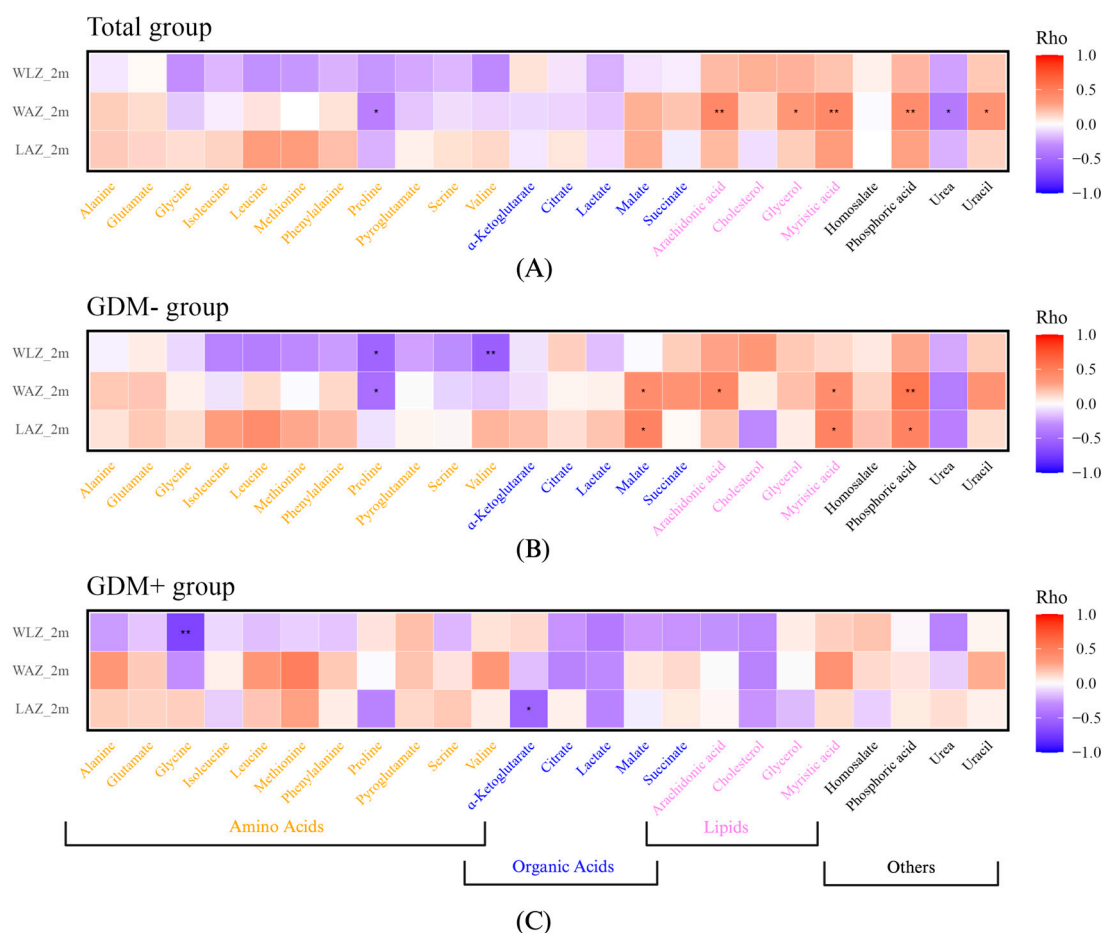 Total group
Rho
WLZ_2m
WAZ_2m
LAZ_2m
* ** * ** ** * *
1.0
0.5
0.0
−0.5
−1.0
Alanine
Glutamate
Glycine
Isoleucine
Leucine
Methionine
Phenylalanine
Proline
Pyroglutamate
Serine
Valine
α-Ketoglutarate
Citrate
Lactate
Malate
Succinate
Arachidonic acid
Cholesterol
Glycerol
Myristic acid
Homosalate
Phosphoric acid
Urea
Uracil
(A)
GDM- group
Rho
WLZ_2m
* **
WAZ_2m
* * * * **
LAZ_2m
* * *
1.0
0.5
0.0
−0.5
−1.0
Alanine
Glutamate
Glycine
Isoleucine
Leucine
Methionine
Phenylalanine
Proline
Pyroglutamate
Serine
Valine
α-Ketoglutarate
Citrate
Lactate
Malate
Succinate
Arachidonic acid
Cholesterol
Glycerol
Myristic acid
Homosalate
Phosphoric acid
Urea
Uracil
(B)
GDM+ group
Rho
WLZ_2m
**
WAZ_2m
LAZ_2m
*
1.0
0.5
0.0
−0.5
−1.0
Alanine
Glutamate
Glycine
Isoleucine
Leucine
Methionine
Phenylalanine
Proline
Pyroglutamate
Serine
Valine
α-Ketoglutarate
Citrate
Lactate
Malate
Succinate
Arachidonic acid
Cholesterol
Glycerol
Myristic acid
Homosalate
Phosphoric acid
Urea
Uracil
Amino Acids
Lipids
Organic Acids
Others
(C)